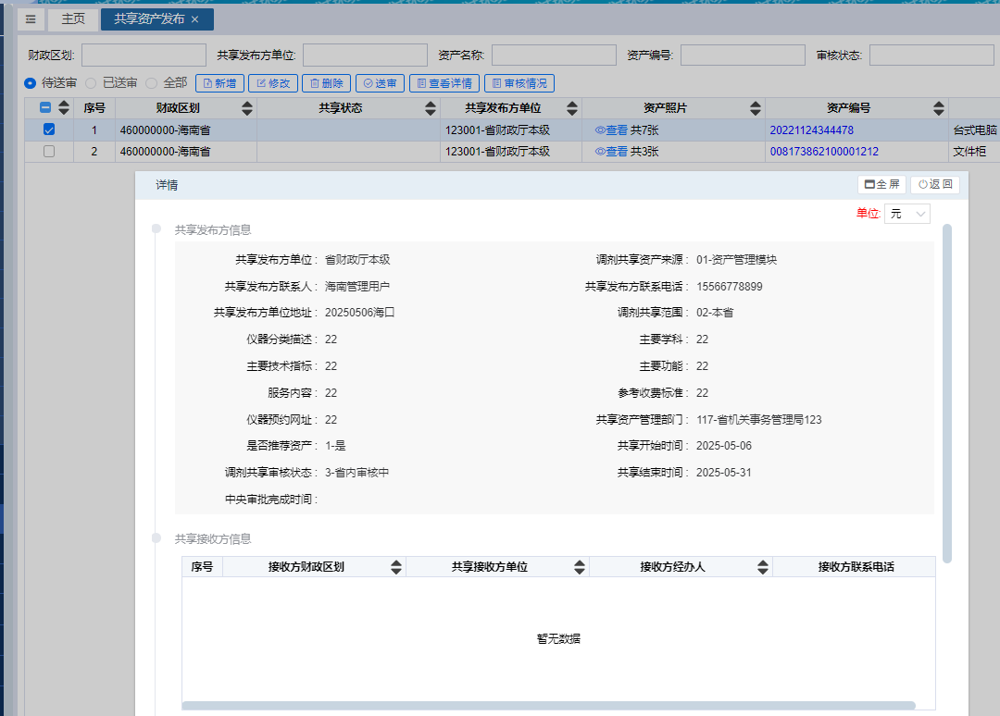 主页 共享资产发布 ×
财政区划: 共享发布方单位: 资产名称: 资产编号: 审核状态:
待送审 已送审 全部 新增 修改 删除 送审 查看详情 审核情况
序号 财政区划 共享状态 共享发布方单位 资产照片 资产编号
1 460000000-海南省 123001-省财政厅本级 查看 共7张 20221124344478 台式电脑
2 460000000-海南省 123001-省财政厅本级 查看 共3张 008173862100001212 文件柜
详情 全屏 返回
单位: 元
共享发布方信息
共享发布方单位: 省财政厅本级 调剂共享资产来源: 01-资产管理模块
共享发布方联系人: 海南管理用户 共享发布方联系电话: 15566778899
共享发布方单位地址: 20250506海口 调剂共享范围: 02-本省
仪器分类描述: 22 主要学科: 22
主要技术指标: 22 主要功能: 22
服务内容: 22 参考收费标准: 22
仪器预约网址: 22 共享资产管理部门: 117-省机关事务管理局123
是否推荐资产: 1-是 共享开始时间: 2025-05-06
调剂共享审核状态: 3-省内审核中 共享结束时间: 2025-05-31
中央审批完成时间:
共享接收方信息
序号 接收方财政区划 共享接收方单位 接收方经办人 接收方联系电话
暂无数据